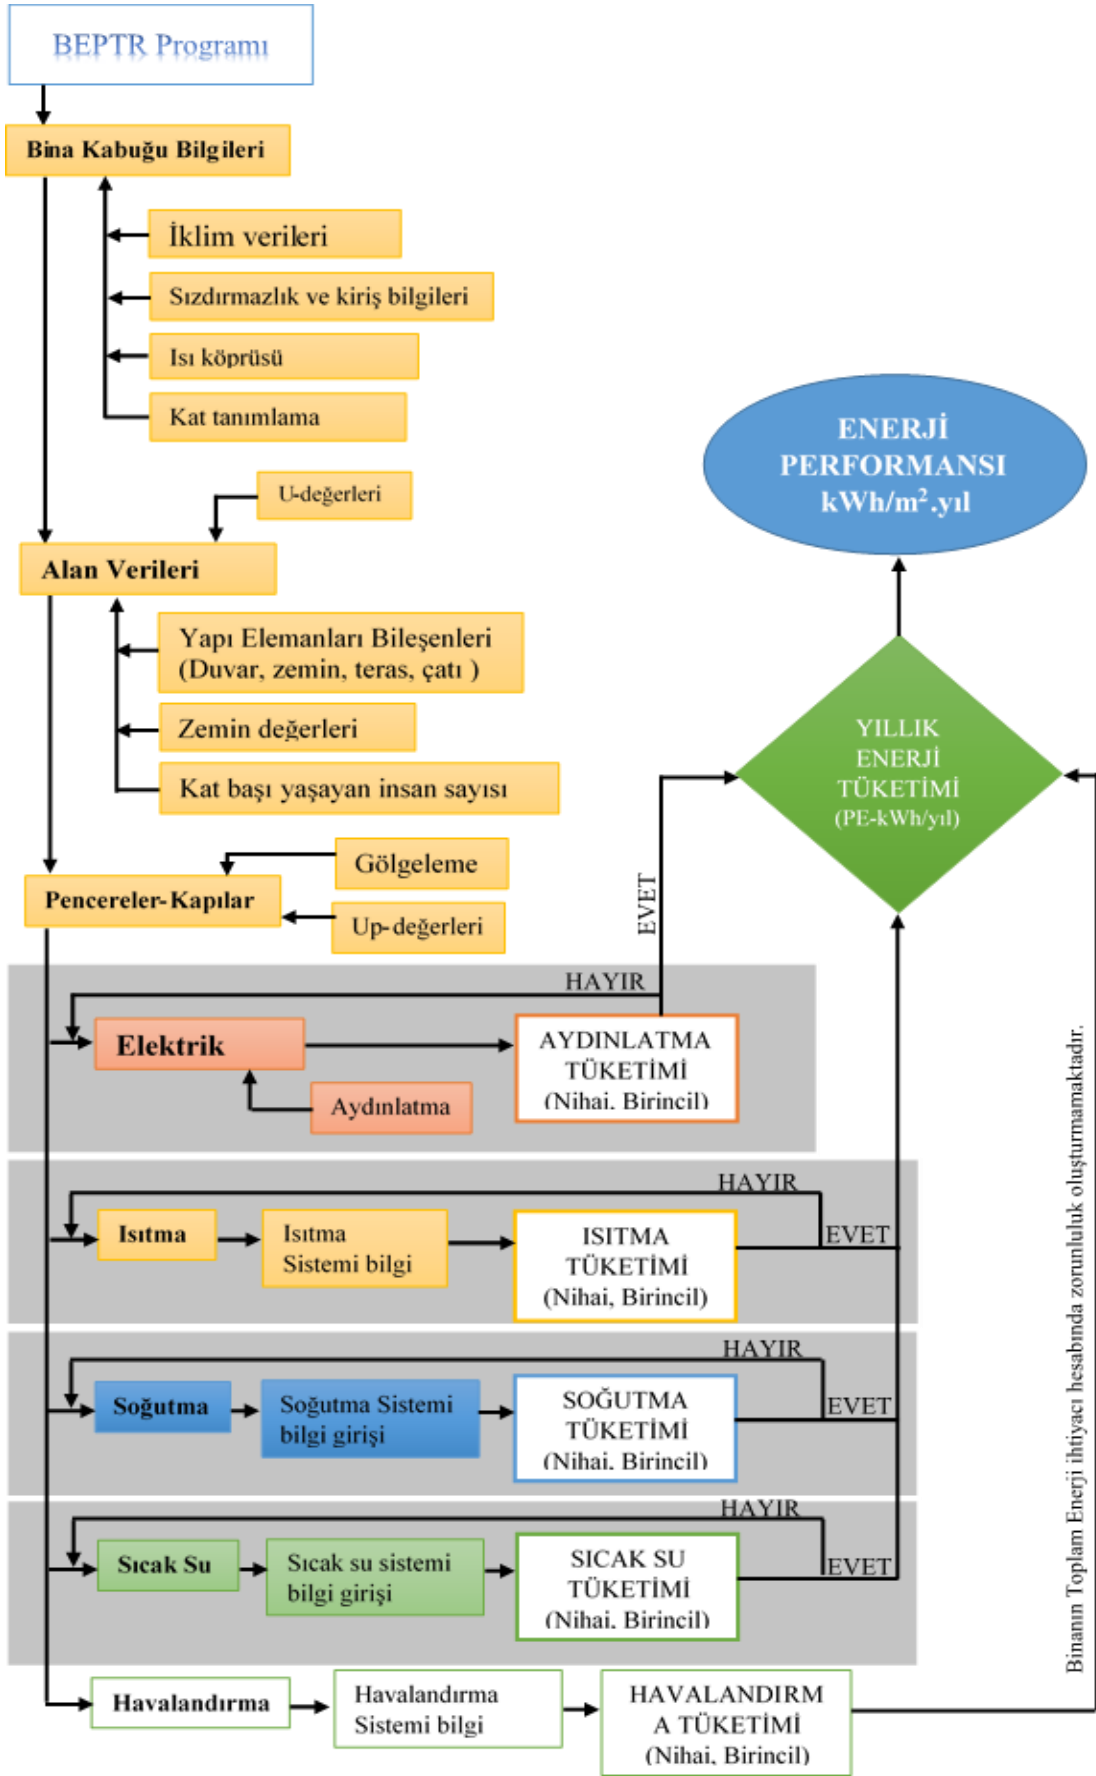 BEPTR Programı
Bina Kabuğu Bilgileri
İklim verileri
Sızdırmazlık ve kiriş bilgileri
Isı köprüsü
Kat tanımlama
ENERJİ
PERFORMANSI
kWh/m².yıl
U-değerleri
Alan Verileri
Yapı Elemanları Bileşenleri
(Duvar, zemin, teras, çatı )
Zemin değerleri
Kat başı yaşayan insan sayısı
YILLIK
ENERJİ
TÜKETİMİ
(PE-kWh/yıl)
Gölgeleme
Pencereler-Kapılar
Up-değerleri
EVET
HAYIR
Elektrik
AYDINLATMA
TÜKETİMİ
(Nihai, Birincil)
Aydınlatma
HAYIR
Isıtma
Isıtma
Sistemi bilgi
ISITMA
TÜKETİMİ
(Nihai, Birincil)
EVET
HAYIR
Soğutma
Soğutma Sistemi
bilgi girişi
SOĞUTMA
TÜKETİMİ
(Nihai, Birincil)
EVET
HAYIR
Sıcak Su
Sıcak su sistemi
bilgi girişi
SICAK SU
TÜKETİMİ
(Nihai, Birincil)
EVET
Havalandırma
Havalandırma
Sistemi bilgi
HAVALANDIRM
A TÜKETİMİ
(Nihai, Birincil)
Binanın Toplam Enerji ihtiyacı hesabında zorunluluk oluşturmamaktadır.